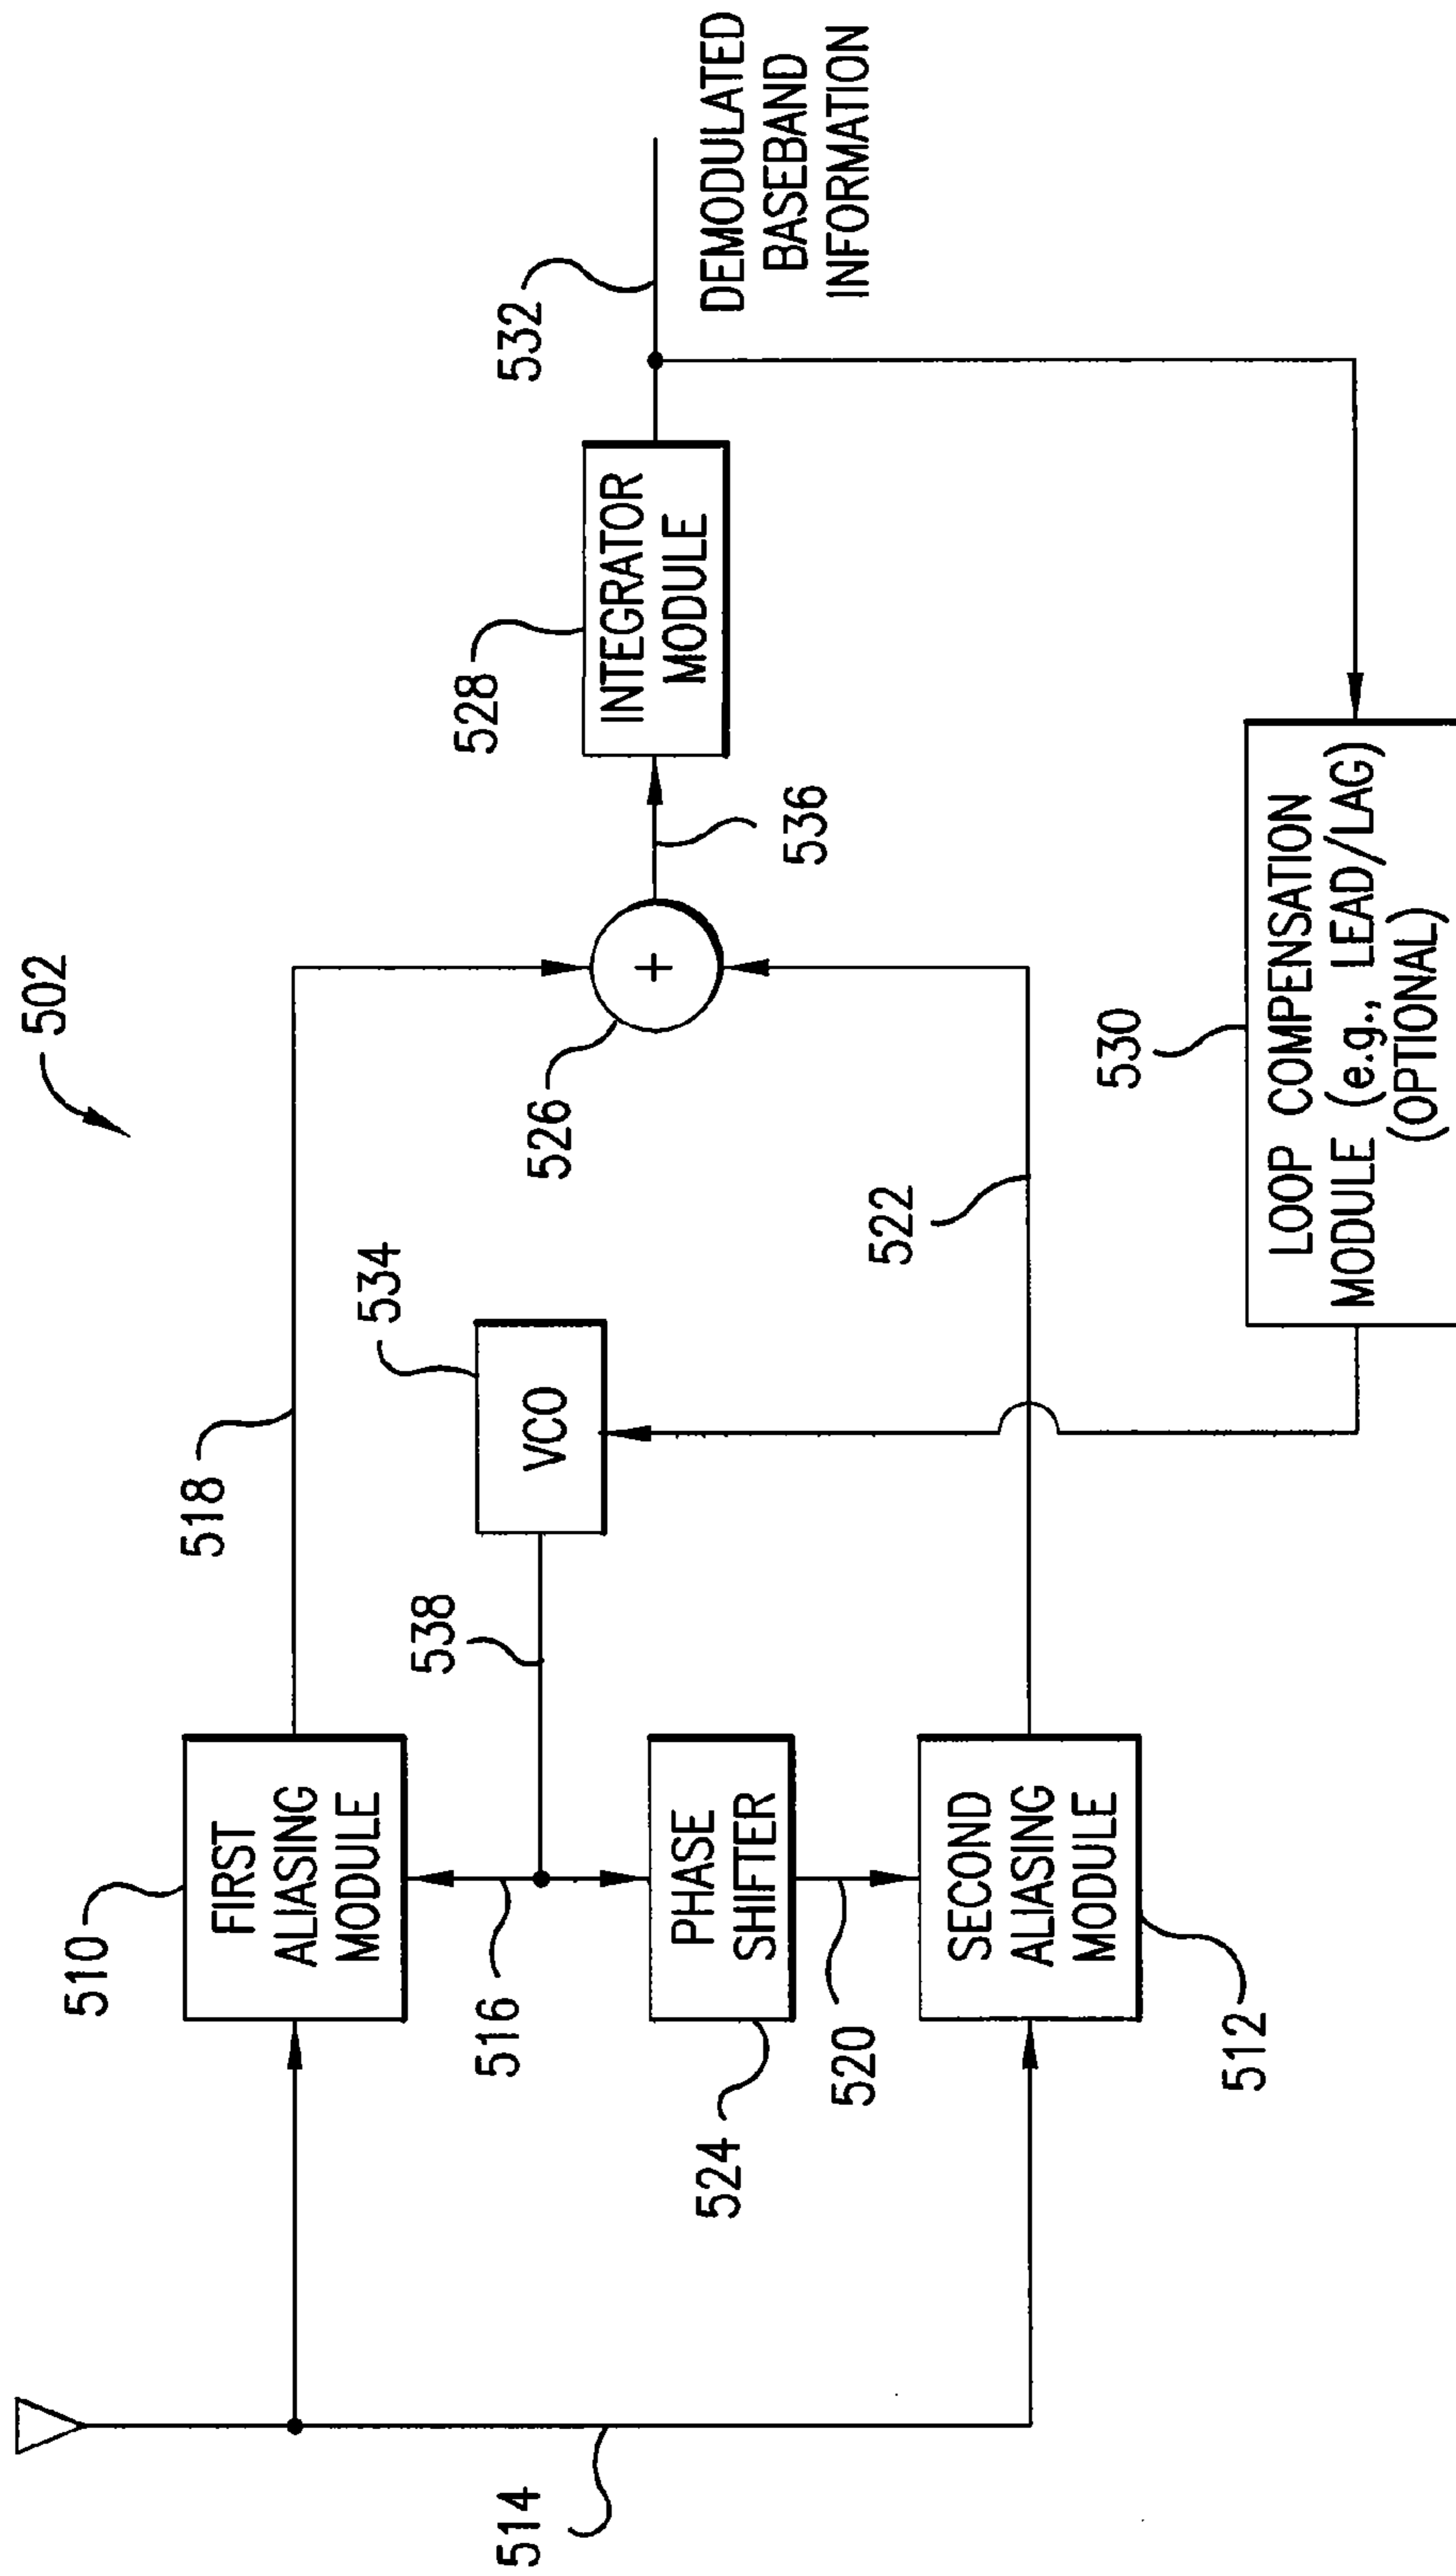 502
510
FIRST
ALIASING
MODULE
518
516
538
534
VCO
526
+
536
528
INTEGRATOR
MODULE
532
DEMODULATED
BASEBAND
INFORMATION
514
524
PHASE
SHIFTER
520
SECOND
ALIASING
MODULE
512
522
530
LOOP COMPENSATION
MODULE (e.g., LEAD/LAG)
(OPTIONAL)